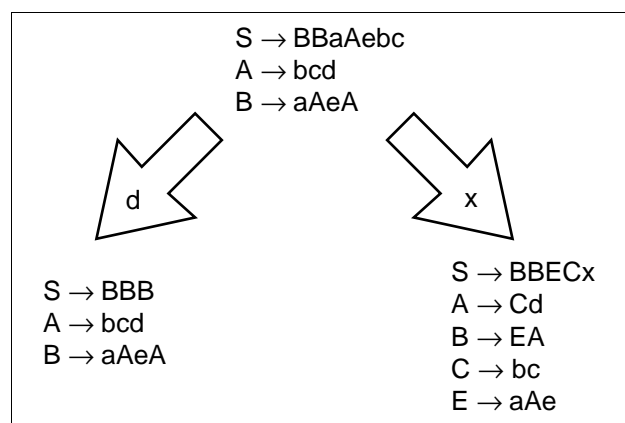 S → BBaAebc
A → bcd
B → aAeA
d
x
S → BBB
A → bcd
B → aAeA
S → BBECx
A → Cd
B → EA
C → bc
E → aAe